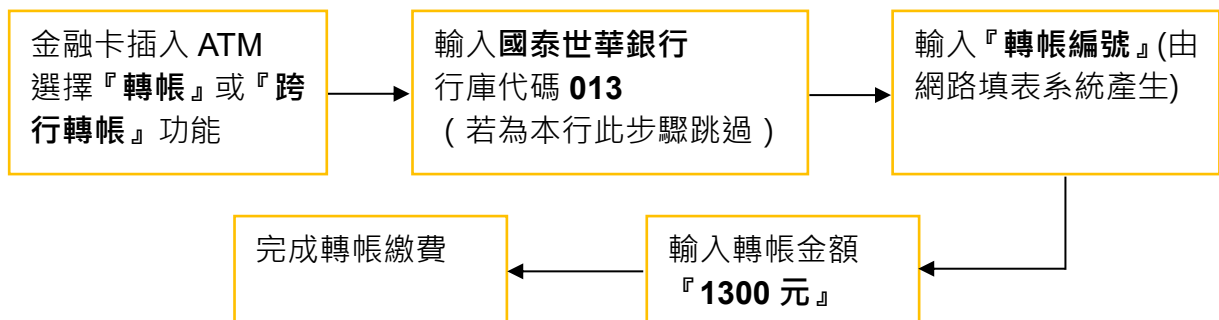 金融卡插入 ATM
選擇『轉帳』或『跨
行轉帳』功能
輸入國泰世華銀行
行庫代碼 013
（若為本行此步驟跳過）
輸入『轉帳編號』(由
網路填表系統產生)
輸入轉帳金額
『1300 元』
完成轉帳繳費